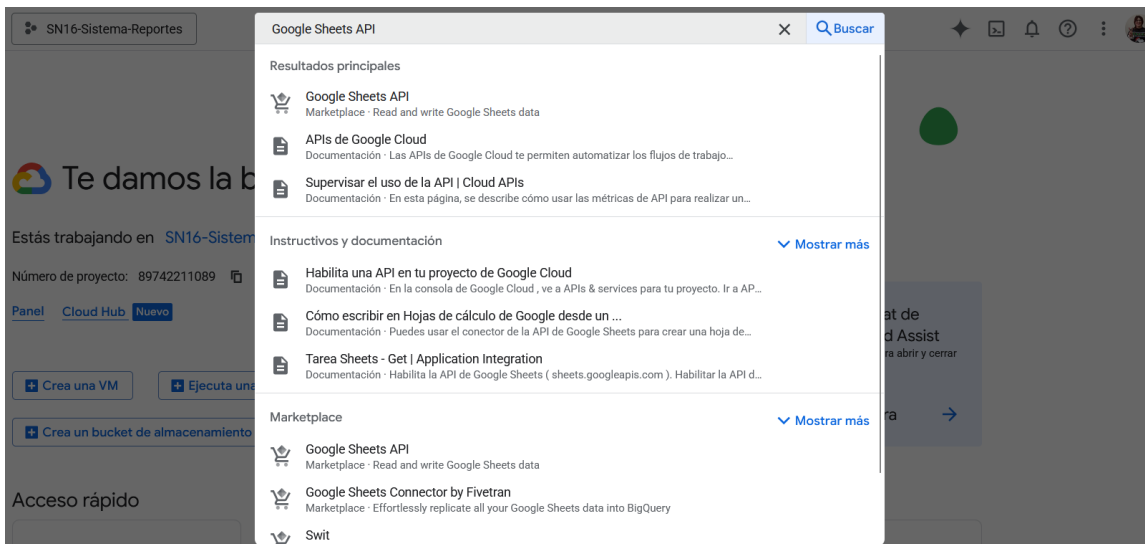 SN16-Sistema-Reportes
Google Sheets API
Buscar
Resultados principales
Google Sheets API
Marketplace · Read and write Google Sheets data
APIs de Google Cloud
Documentación · Las APIs de Google Cloud te permiten automatizar los flujos de trabajo…
Supervisar el uso de la API | Cloud APIs
Documentación · En esta página, se describe cómo usar las métricas de API para realizar un…
Te damos la b
Estás trabajando en SN16-Sistem
Instructivos y documentación
Mostrar más
Número de proyecto: 89742211089
Habilita una API en tu proyecto de Google Cloud
Documentación · En la consola de Google Cloud , ve a APIs & services para tu proyecto. Ir a AP…
Panel
Cloud Hub
Nuevo
Cómo escribir en Hojas de cálculo de Google desde un ...
Documentación · Puedes usar el conector de la API de Google Sheets para crear una hoja de…
at de
d Assist
ra abrir y cerrar
Tarea Sheets - Get | Application Integration
Documentación · Habilita la API de Google Sheets ( sheets.googleapis.com ). Habilitar la API d…
Crea una VM
Ejecuta una
Marketplace
Mostrar más
ra
Crea un bucket de almacenamiento
Google Sheets API
Marketplace · Read and write Google Sheets data
Acceso rápido
Google Sheets Connector by Fivetran
Marketplace · Effortlessly replicate all your Google Sheets data into BigQuery
Swit